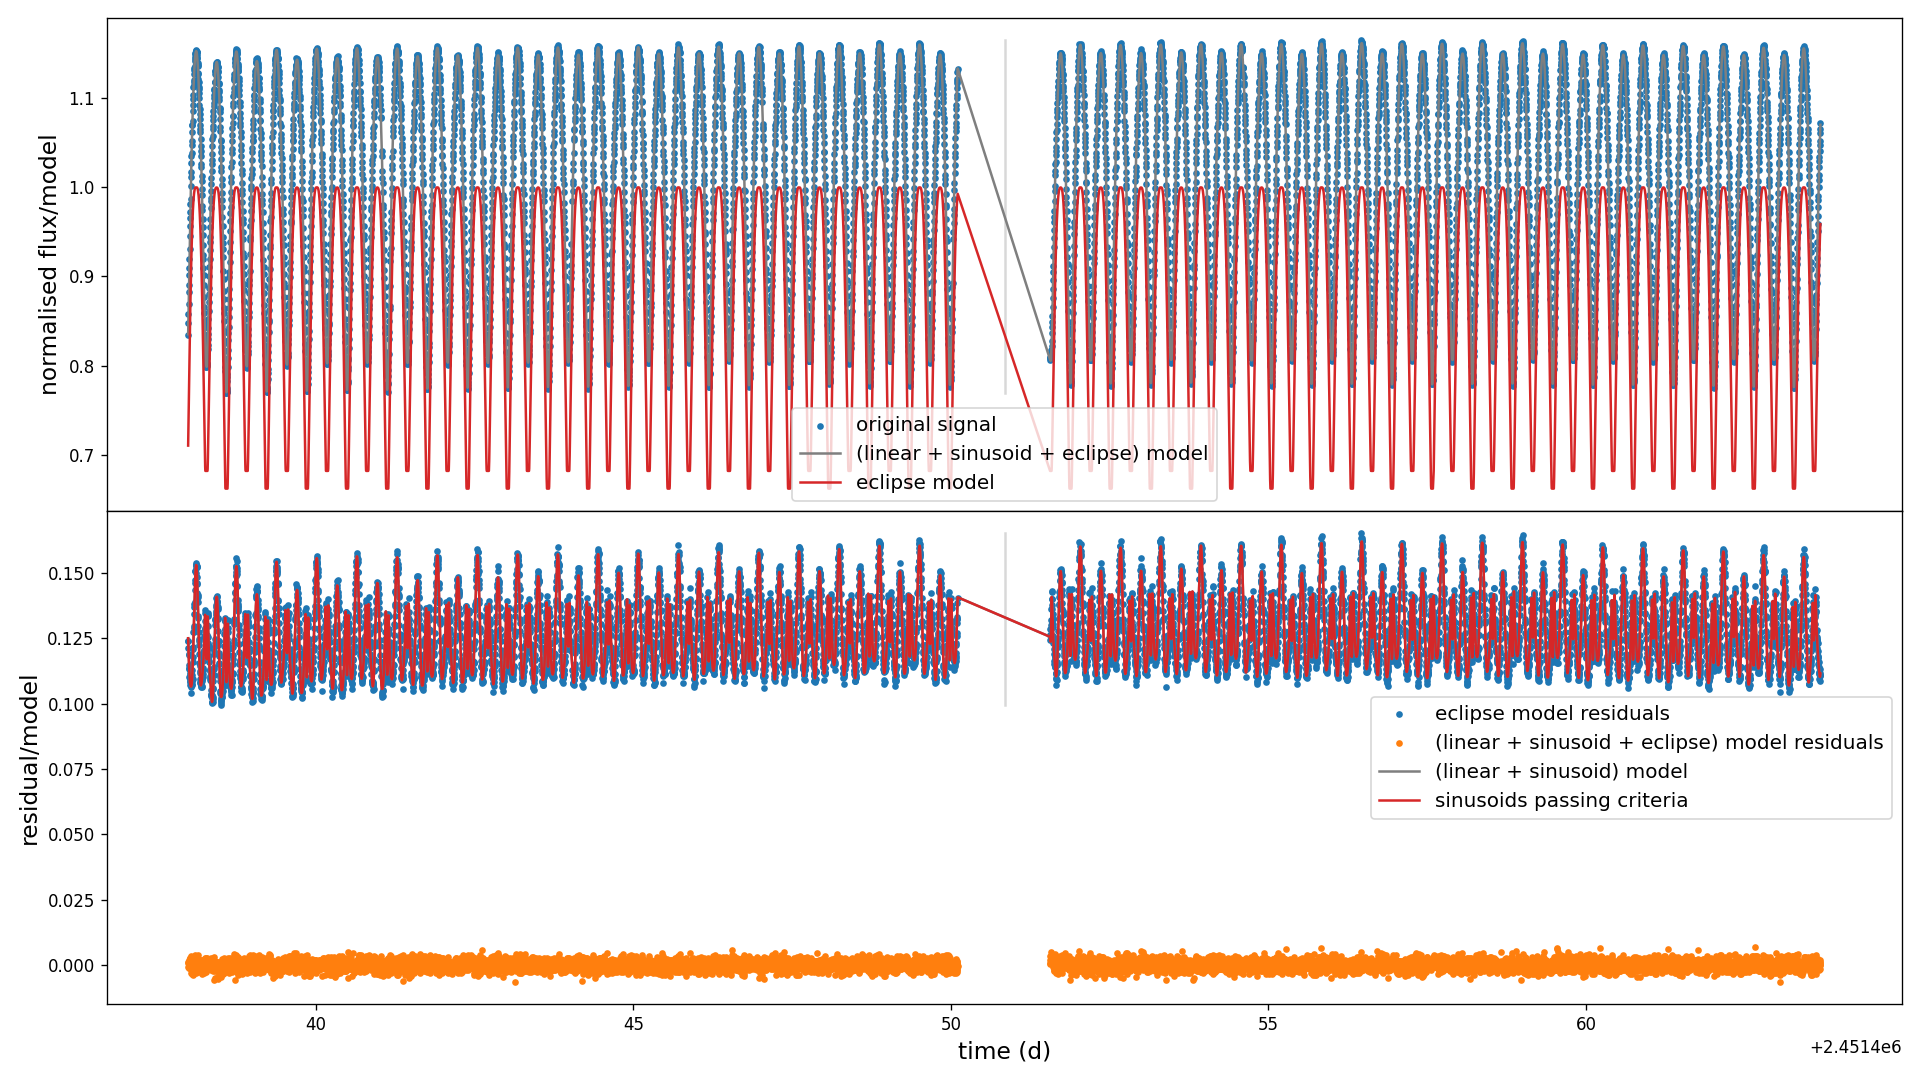 normalised flux/model
1.1
1.0
0.9
0.8
0.7
original signal
(linear + sinusoid + eclipse) model
eclipse model
residual/model
0.150
0.125
0.100
0.075
0.050
0.025
0.000
eclipse model residuals
(linear + sinusoid + eclipse) model residuals
(linear + sinusoid) model
sinusoids passing criteria
40 45 50 55 60
time (d)
+2.4514e6